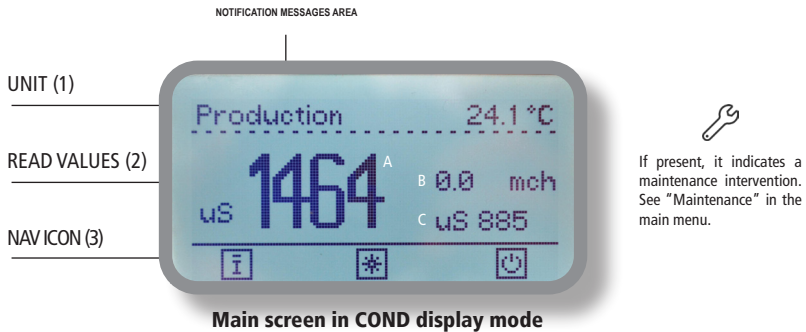 NOTIFICATION MESSAGES AREA
UNIT (1)
READ VALUES (2)
NAV ICON (3)
Production 24.1 °C
1464 A
uS
B 0.0 mch
C uS 885
I
If present, it indicates a
maintenance intervention.
See "Maintenance" in the
main menu.
Main screen in COND display mode